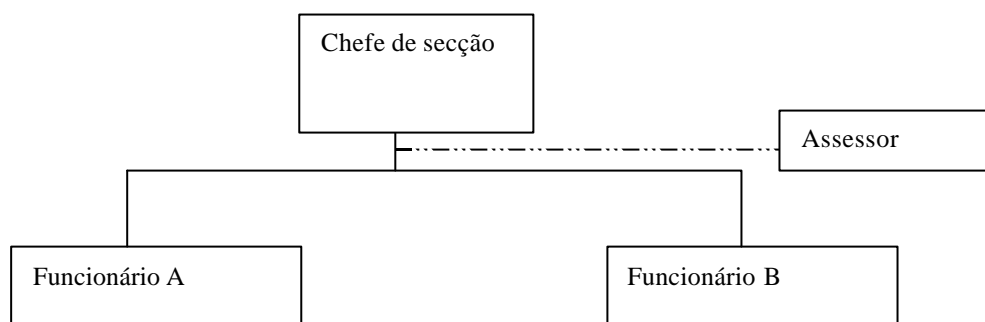 Chefe de secção
Assessor
Funcionário A
Funcionário B